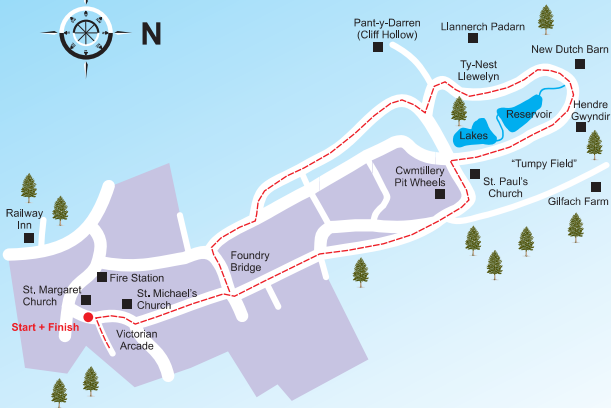 N
Pant-y-Darren
(Cliff Hollow)
Llannerch Padarn
New Dutch Barn
Ty-Nest
Llewelyn
Reservoir
Lakes
Hendre
Gwyndir
"Tumpy Field"
Cwmtillery
Pit Wheels
St. Paul's
Church
Gilfach Farm
Railway
Inn
Foundry
Bridge
Fire Station
St. Margaret
Church
St. Michael's
Church
Start + Finish
Victorian
Arcade